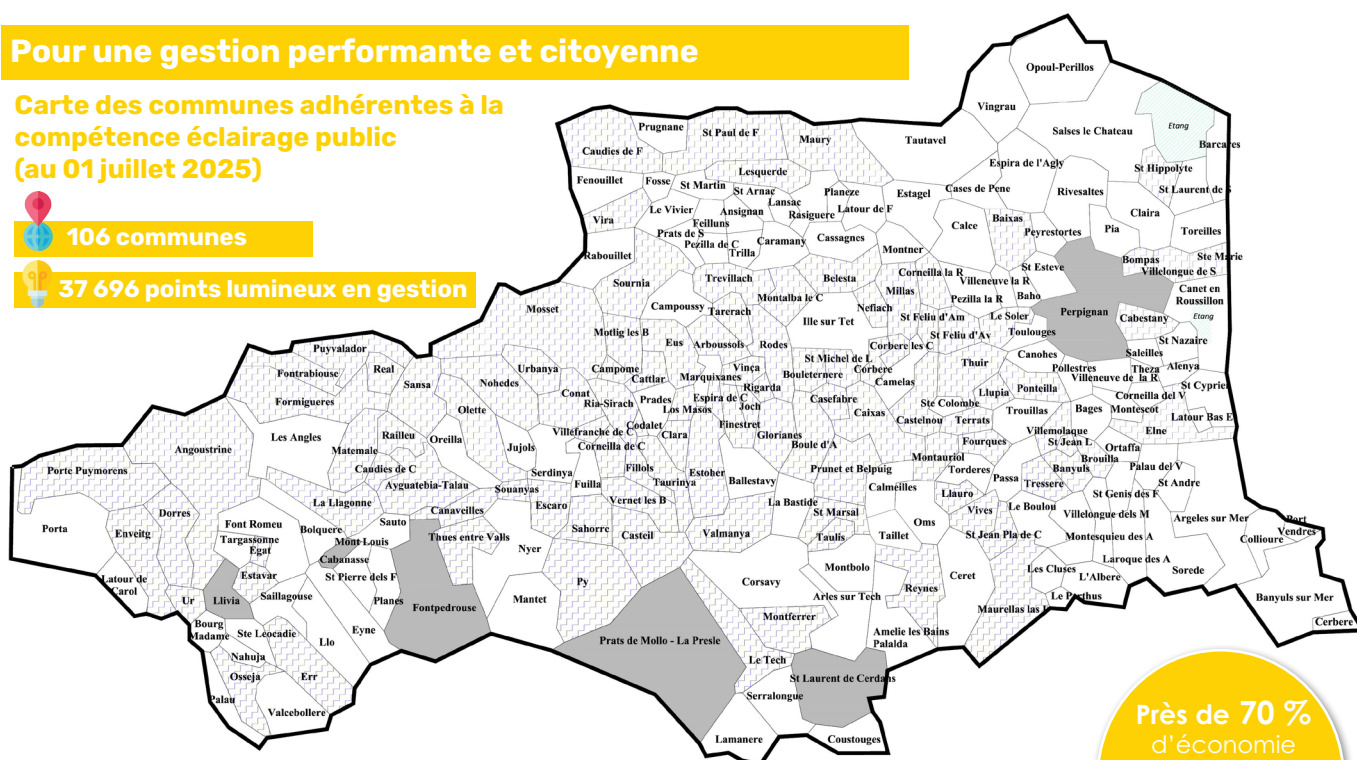 Pour une gestion performante et citoyenne
Carte des communes adhérentes à la
compétence éclairage public
(au 01 juillet 2025)
106 communes
37 696 points lumineux en gestion
Opoul-Perillos
Vingrau
Salses le Chateau
Etang
Barcares
Prugnane
St Paul de F
Maury
Tautavel
Caudies de F
Espira de l'Agly
St Hippolyte
Lesquerde
Fenouillet
Fosse
St Martin
St Arnac
Planeze
Estagel
Cases de Pene
Rivesaltes
St Laurent de S
Lansac
Le Vivier
Ansignan
Rasiguere
Latour de F
Claira
Vira
Feilluns
Calce
Baixas
Pia
Toreilles
Prats de S
Peyrestortes
Pezilla de C
Caramany
Cassagnes
Trilla
Montner
Rabouillet
Bompas
Ste Marie
St Esteve
Villelongue de S
Corneilla la R
Sournia
Trevillach
Belesta
Villeneuve la R
Millas
Canet en
Roussillon
Montalba le C
Pezilla la R
Baho
Campoussy
Tarerach
Nefiach
Mosset
Perpignan
Cabestany
Etang
Ille sur Tet
St Feliu d'Am
Le Soler
Motlig les B
St Feliu d'Av
Toulouges
Eus
Arboussols
Rodes
Corbere les C
St Nazaire
Puyvalador
Canohes
Saleilles
St Michel de L
Thuir
Real
Fontrabiouse
Urbanya
Campome
Vinça
Corbere
Pollestres
Theza
Alenya
Sansa
Nohedes
Cattlar
Marquixanes
Bouleternere
Camelas
Villeneuve de la R
Rigarda
St Cyprien
Conat
Ponteilla
Llupia
Corneilla del V
Formigueres
Ria-Sirach
Prades
Espira de C
Casefabre
Ste Colombe
Olette
Los Masos
Joch
Caixas
Trouillas
Bages
Montescot
Latour Bas E
Castelnou
Terrats
Finestret
Codalet
Villefranche de C
Clara
Glorianes
Villemolaque
Elne
Les Angles
Railleu
Oreilla
Fourques
St Jean L
Angoustrine
Matemale
Jujols
Corneilla de C
Boule d'A
Ortaffa
Montauriol
Brouilla
Porte Puymorens
Caudies de C
Serdinya
Fillols
Estoher
Prunet et Belpuig
Torderes
Banyuls
Palau del V
Ayguatebia-Talau
Souanyas
Fuilla
Taurinya
Ballestavy
Passa
Tressere
St Andre
Calmeilles
Llauro
St Genis des F
La Llagonne
Escaro
Vernet les B
La Bastide
Le Boulou
Dorres
Canaveilles
St Marsal
Vives
Villelongue dels M
Argeles sur Mer
Port
Vendres
Porta
Font Romeu
Sauto
Oms
Enveitg
Bolquere
Sahorre
Casteil
Valmanya
Taulis
Taillet
St Jean Pla de C
Montesquieu des A
Collioure
Targassonne
Mont Louis
Thues entre Valls
Egat
Nyer
Cabanasse
Laroque des A
Latour de
Carol
Estavar
St Pierre dels F
Py
Corsavy
Montbolo
Ceret
Les Cluses
L'Albere
Sorede
Reynes
Ur
Llivia
Saillagouse
Planes
Fontpedrouse
Mantet
Arles sur Tech
Le Perthus
Banyuls sur Mer
Maurellas las
Bourg
Madame
Montferrer
Cerbere
Ste Leocadie
Eyne
Llo
Prats de Mollo - La Presle
Amelie les Bains
Palalda
Nahuja
Le Tech
Osseja
Err
St Laurent de Cerdans
Palau
Serralongue
Valcebollere
Lamanere
Coustouges
Près de 70 %
d'économie